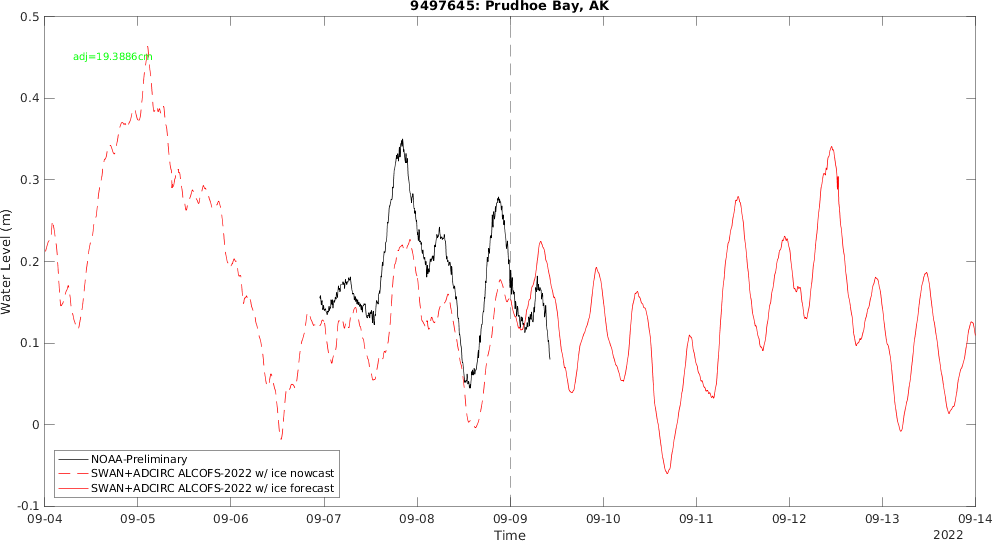 9497645: Prudhoe Bay, AK
adj=19.3886cm
Water Level (m)
0.5
0.4
0.3
0.2
0.1
0
-0.1
NOAA-Preliminary
SWAN+ADCIRC ALCOFS-2022 w/ ice nowcast
SWAN+ADCIRC ALCOFS-2022 w/ ice forecast
09-04 09-05 09-06 09-07 09-08 09-09 09-10 09-11 09-12 09-13 09-14
Time
2022